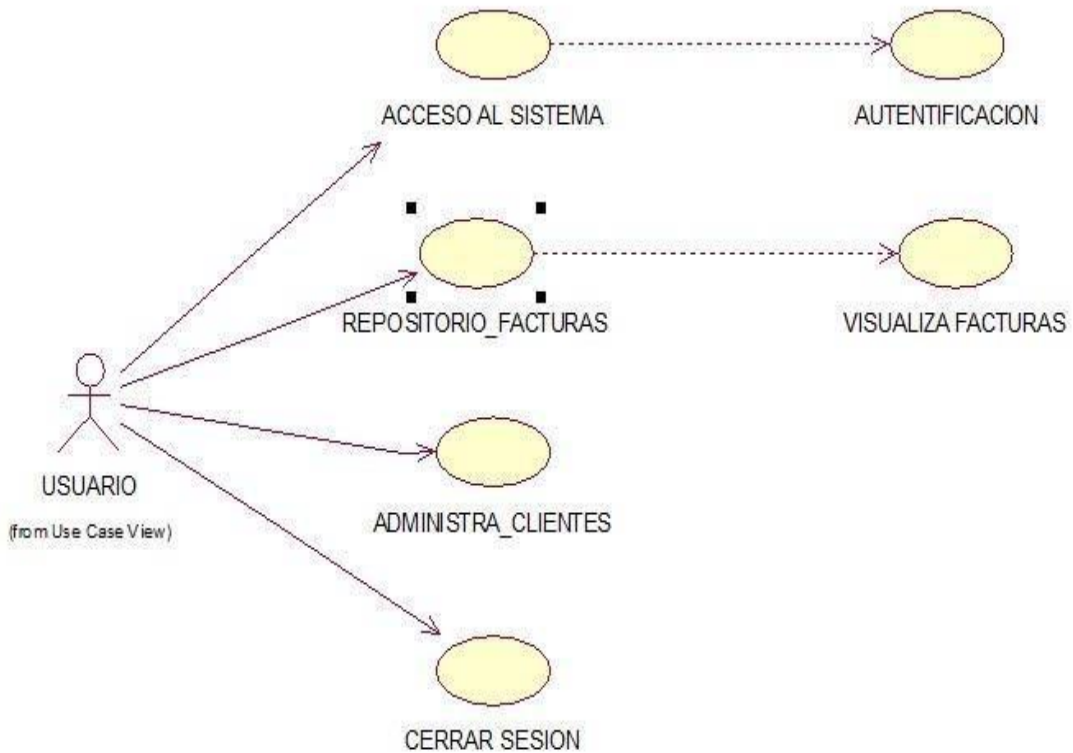 ACCESO AL SISTEMA
AUTENTIFICACION
REPOSITORIO_FACTURAS
VISUALIZA FACTURAS
USUARIO
(from Use Case View)
ADMINISTRA_CLIENTES
CERRAR SESION